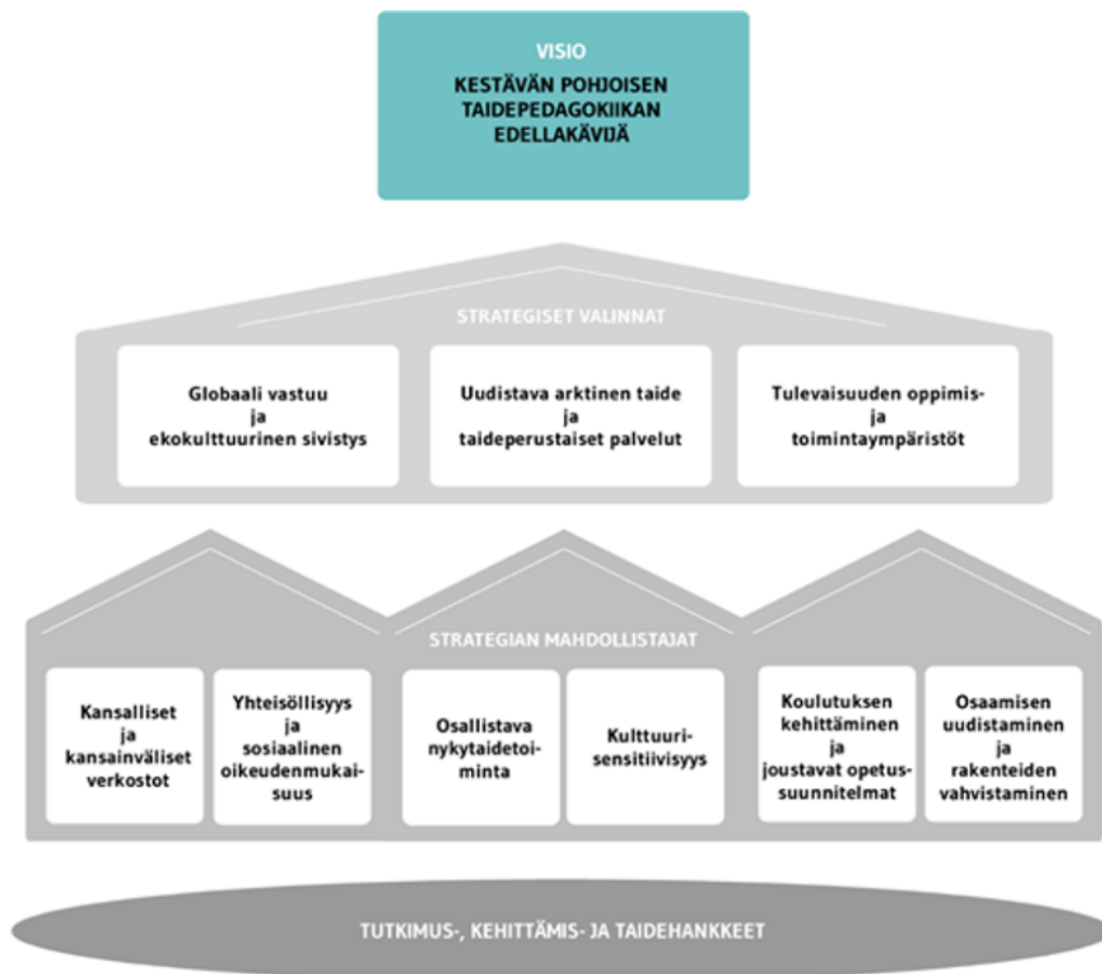 VISIO
KESTÄVÄN POHJOISEN
TAIDEPEDAGOKIIKAN
EDELLAKÄVIJÄ
STRATEGISET VALINNAT
Globaali vastuu
ja
ekokulttuurinen sivistys
Uudistava arktinen taide
ja
taideperustaiset palvelut
Tulevaisuuden oppimis-
ja
toimintaympäristöt
STRATEGIAN MAHDOLLISTAJAT
Kansalliset
ja
kansainväliset
verkostot
Yhteisöllisyys
ja
sosiaalinen
oikeudenmukai-
suus
Osallistava
nykytaidetoi-
minta
Kulttuuri-
sensitiivisyys
Koulutuksen
kehittäminen
ja
joustavat opetus-
suunnitelmat
Osaamisen
uudistaminen
ja
rakenteiden
vahvistaminen
TUTKIMUS-, KEHITTÄMIS- JA TAIDEHANKKEET